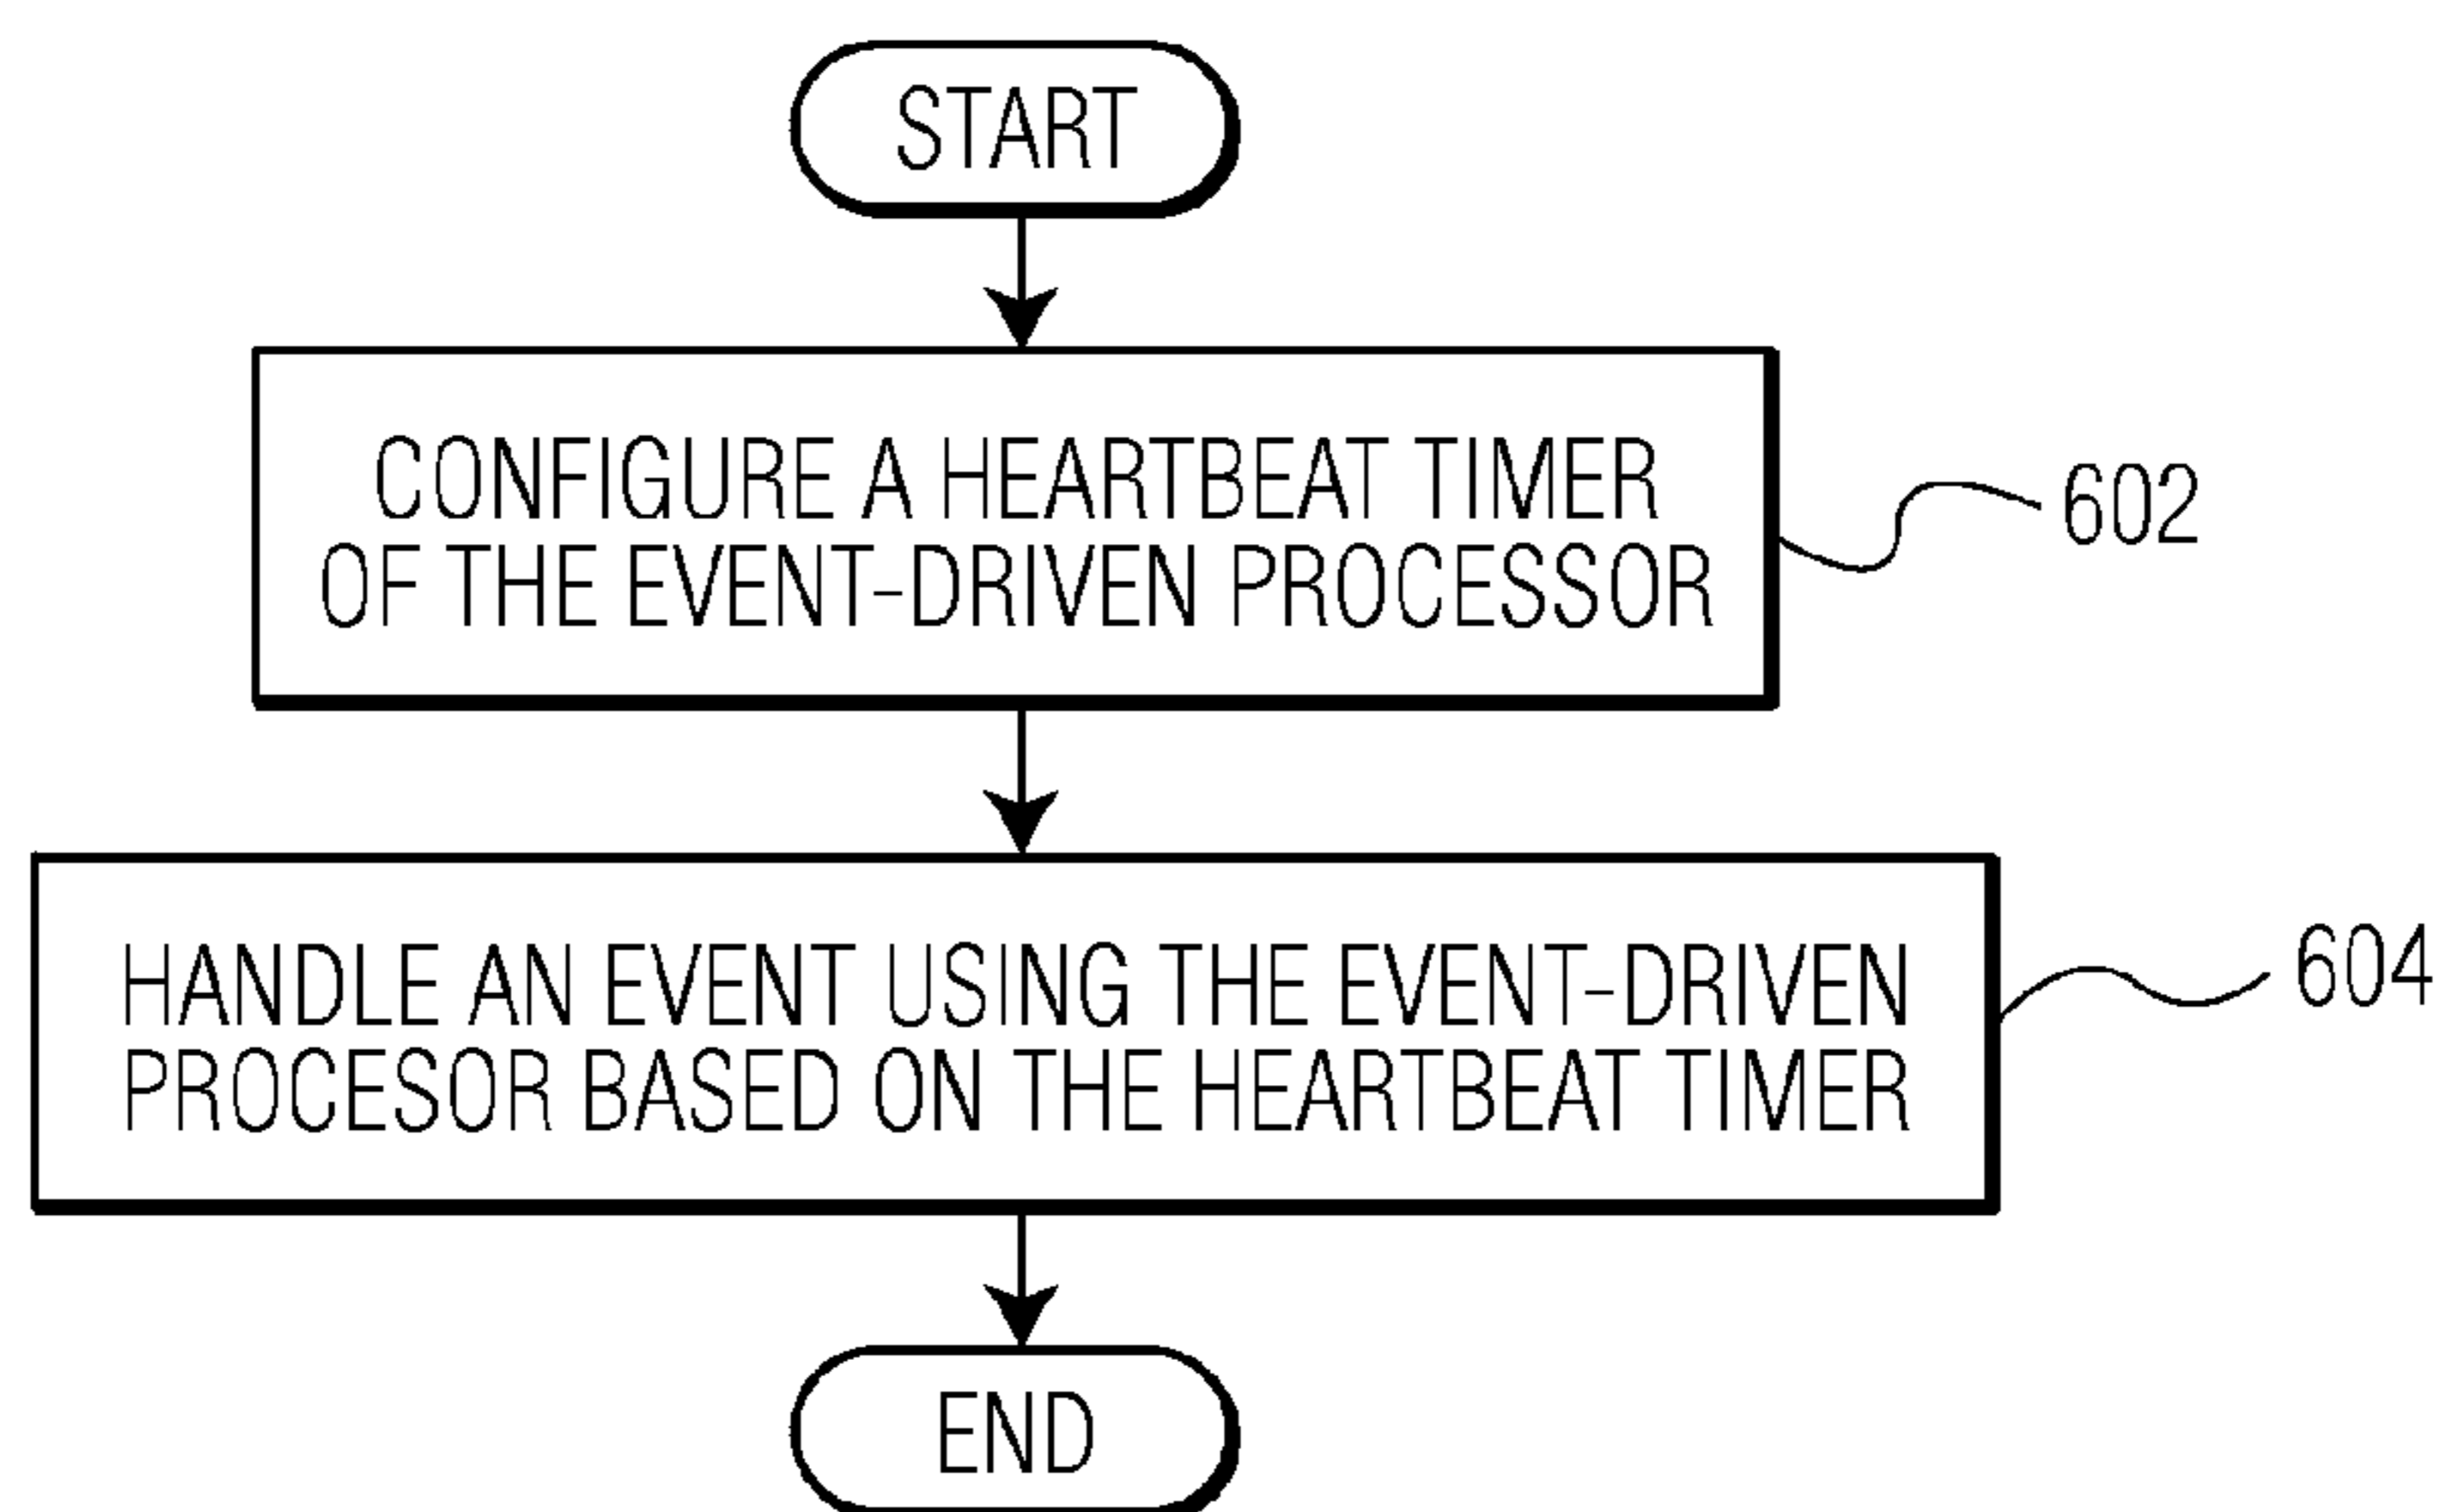 START
CONFIGURE A HEARTBEAT TIMER
OF THE EVENT-DRIVEN PROCESSOR
602
HANDLE AN EVENT USING THE EVENT-DRIVEN
PROCESOR BASED ON THE HEARTBEAT TIMER
604
END